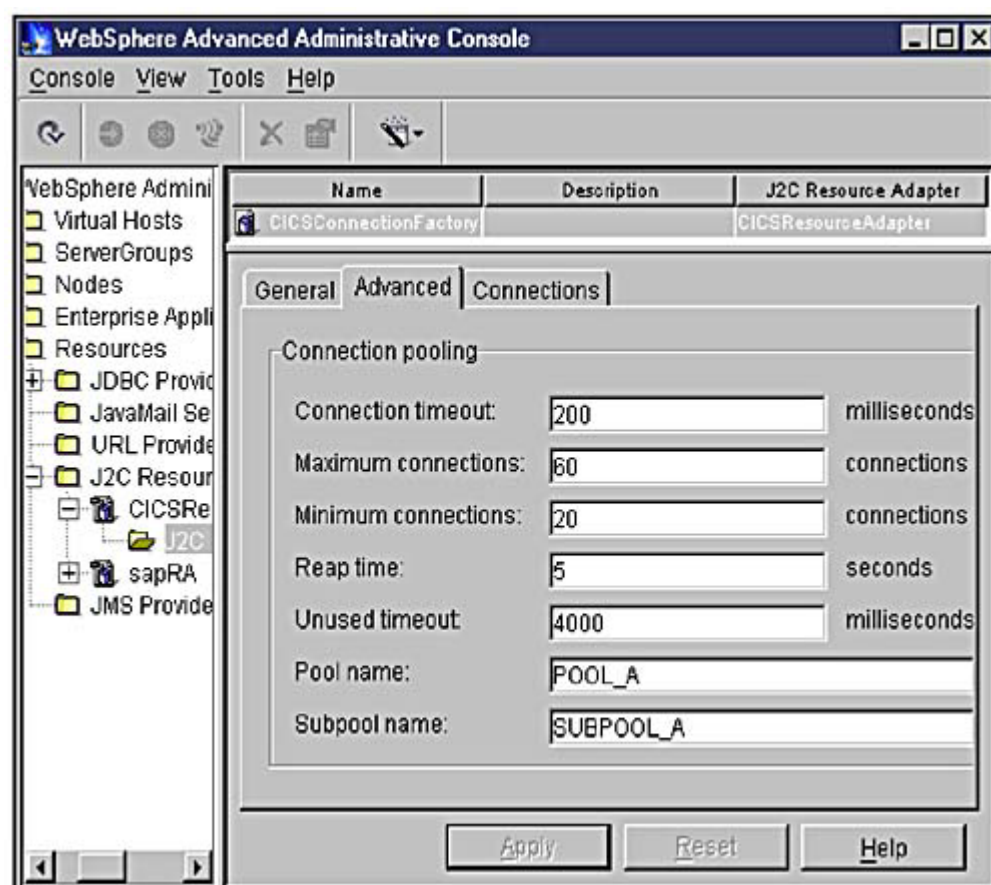 WebSphere Advanced Administrative Console
Console View Tools Help
WebSphere Admini
Virtual Hosts
ServerGroups
Nodes
Enterprise Appli
Resources
JDBC Provid
JavaMail Se
URL Provide
J2C Resour
CICSRe
J2C
sapRA
JMS Provide
Name Description J2C Resource Adapter
CICSConnectionFactory CICSResourceAdapter
General Advanced Connections
Connection pooling
Connection timeout: 200 milliseconds
Maximum connections: 60 connections
Minimum connections: 20 connections
Reap time: 5 seconds
Unused timeout: 4000 milliseconds
Pool name: POOL_A
Subpool name: SUBPOOL_A
Apply Reset Help